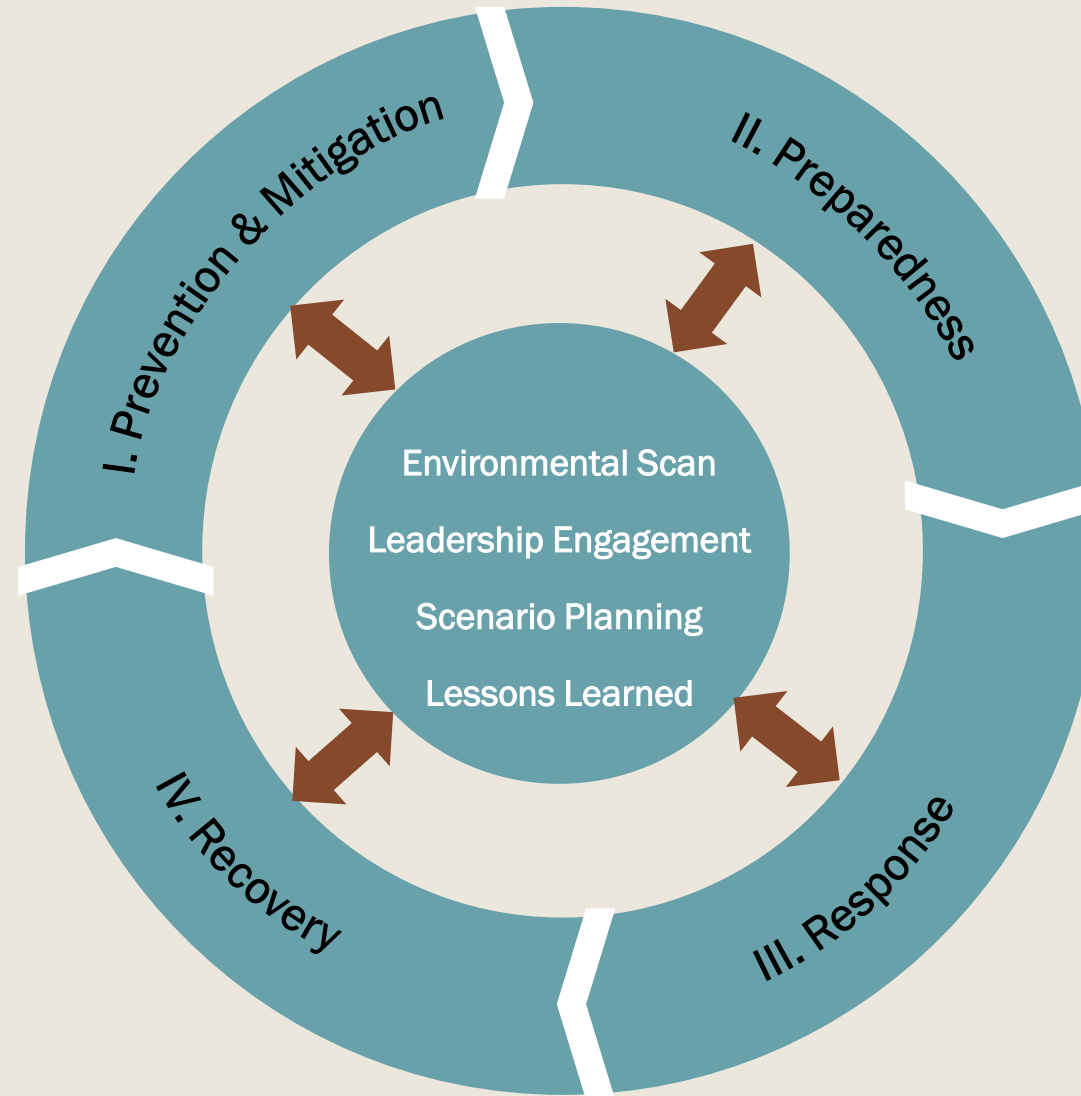 I. Prevention & Mitigation
II. Preparedness
III. Response
IV. Recovery
Environmental Scan
Leadership Engagement
Scenario Planning
Lessons Learned